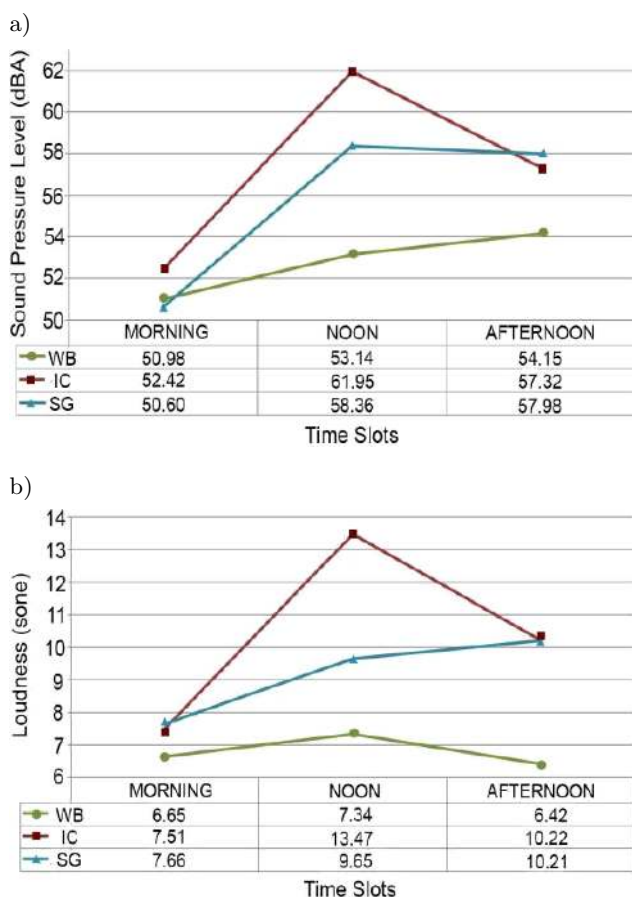 a)
Sound Pressure Level (dBA)
62
60
58
56
54
52
50
MORNING NOON AFTERNOON
WB 50.98 53.14 54.15
IC 52.42 61.95 57.32
SG 50.60 58.36 57.98
Time Slots
b)
Loudness (sone)
14
13
12
11
10
9
8
7
6
MORNING NOON AFTERNOON
WB 6.65 7.34 6.42
IC 7.51 13.47 10.22
SG 7.66 9.65 10.21
Time Slots